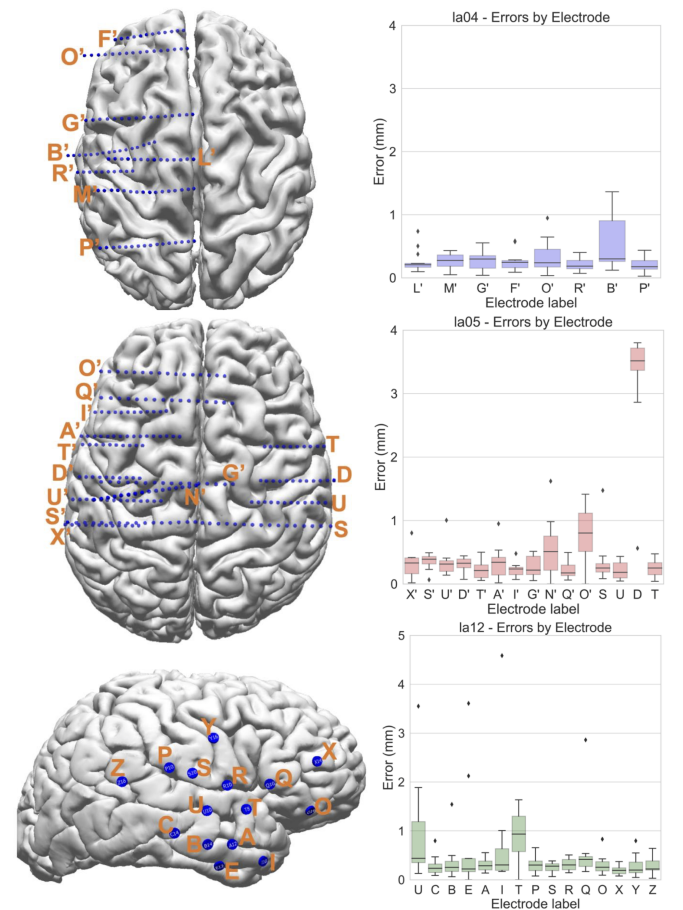 F'
O'
G'
B'
R'
L'
M'
P'
la04 - Errors by Electrode
4
3
2
1
0
Error (mm)
L' M' G' F' O' R' B' P'
Electrode label
O'
Q'
I'
A'
T'
T
D'
G'
D
U'
N'
U
S'
S
X'
la05 - Errors by Electrode
4
3
2
1
0
Error (mm)
X' S' U' D' T' A' I' G' N' Q' O' S U D T
Electrode label
Y
X
P
Z
S
R
Q
U
T
O
C
B
A
E
I
la12 - Errors by Electrode
5
4
3
2
1
0
Error (mm)
U C B E A I T P S R Q O X Y Z
Electrode label